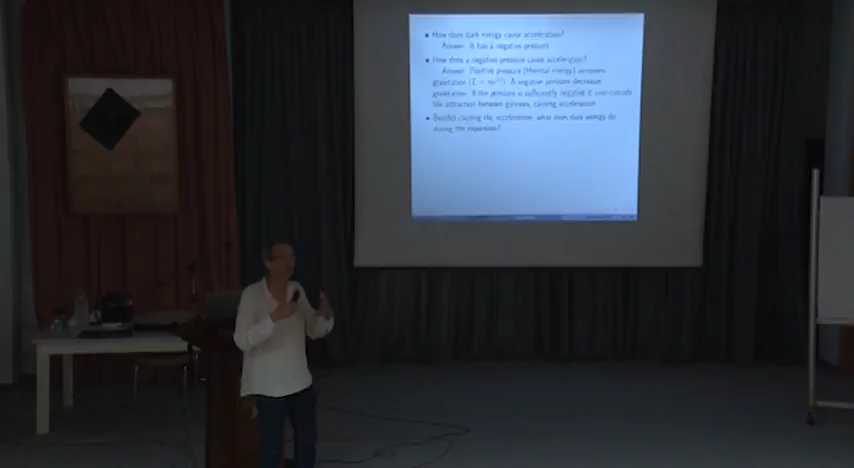 How does dark energy cause acceleration?
Answer: It has a negative pressure
How does a negative pressure cause acceleration?
Answer: Positive pressure (thermal energy) increases
gravitation (E = mc²). A negative pressure decreases
gravitation. If the pressure is sufficiently negative it over-cancels
the attraction between galaxies, causing acceleration
Besides causing the acceleration, what does dark energy do
during the expansion?